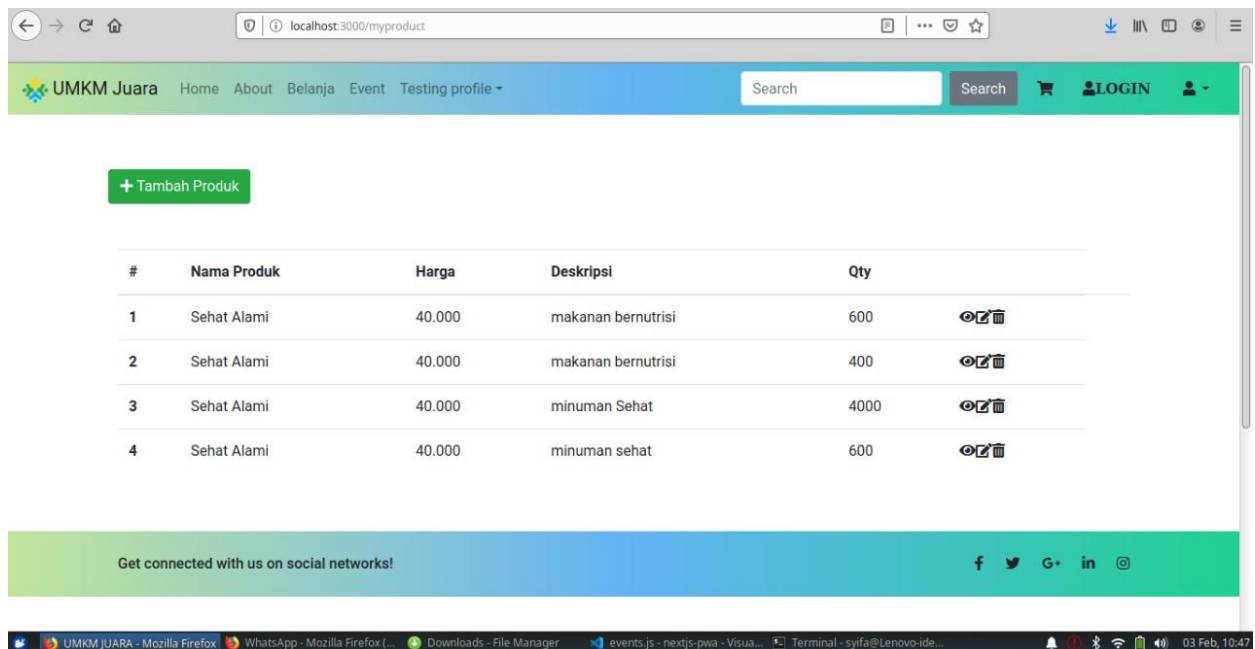 localhost:3000/myproduct
UMKM Juara Home About Belanja Event Testing profile Search Search LOGIN
+ Tambah Produk
# Nama Produk Harga Deskripsi Qty
1 Sehat Alami 40.000 makanan bernutrisi 600
2 Sehat Alami 40.000 makanan bernutrisi 400
3 Sehat Alami 40.000 minuman Sehat 4000
4 Sehat Alami 40.000 minuman sehat 600
Get connected with us on social networks! f G+ in
UMKM JUARA - Mozilla Firefox WhatsApp - Mozilla Firefox (... Downloads - File Manager events.js - nextjs-pwa - Visua... Terminal - syifa@Lenovo-ide... 03 Feb, 10:47